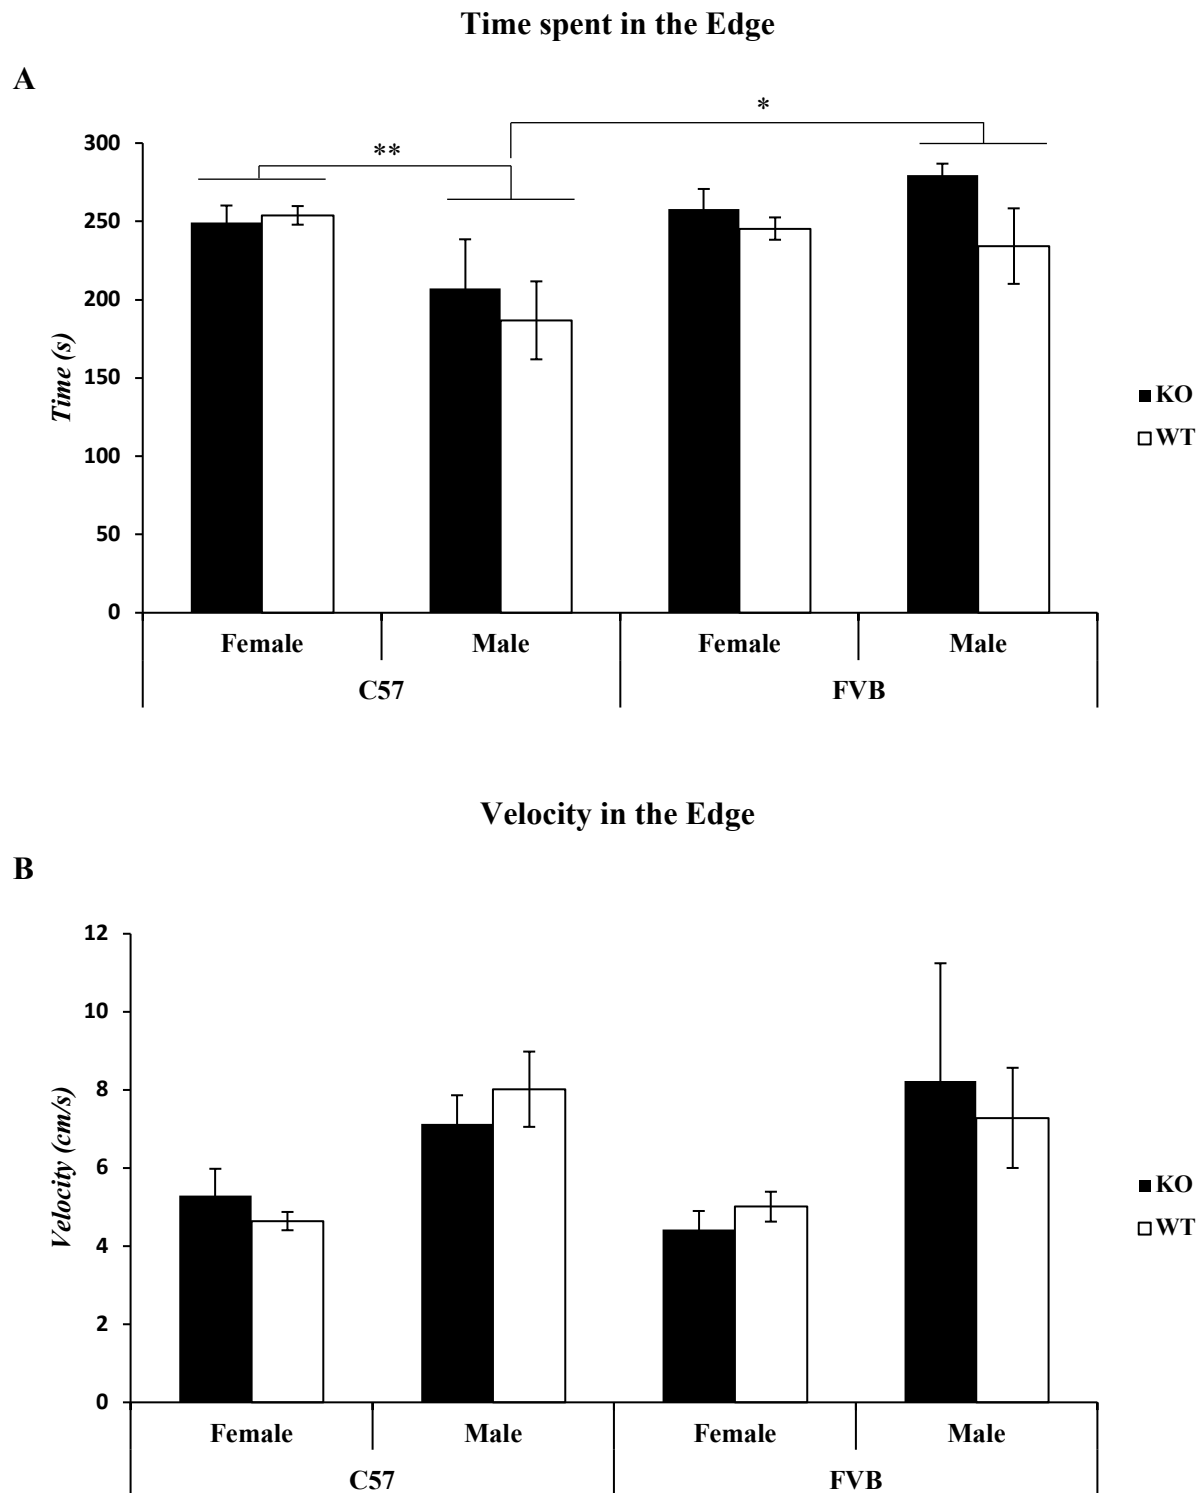 Time spent in the Edge
A
*
**
300
250
200
150
100
50
0
Time (s)
KO
WT
Female Male Female Male
C57 FVB
Velocity in the Edge
B
12
10
8
6
4
2
0
Velocity (cm/s)
KO
WT
Female Male Female Male
C57 FVB